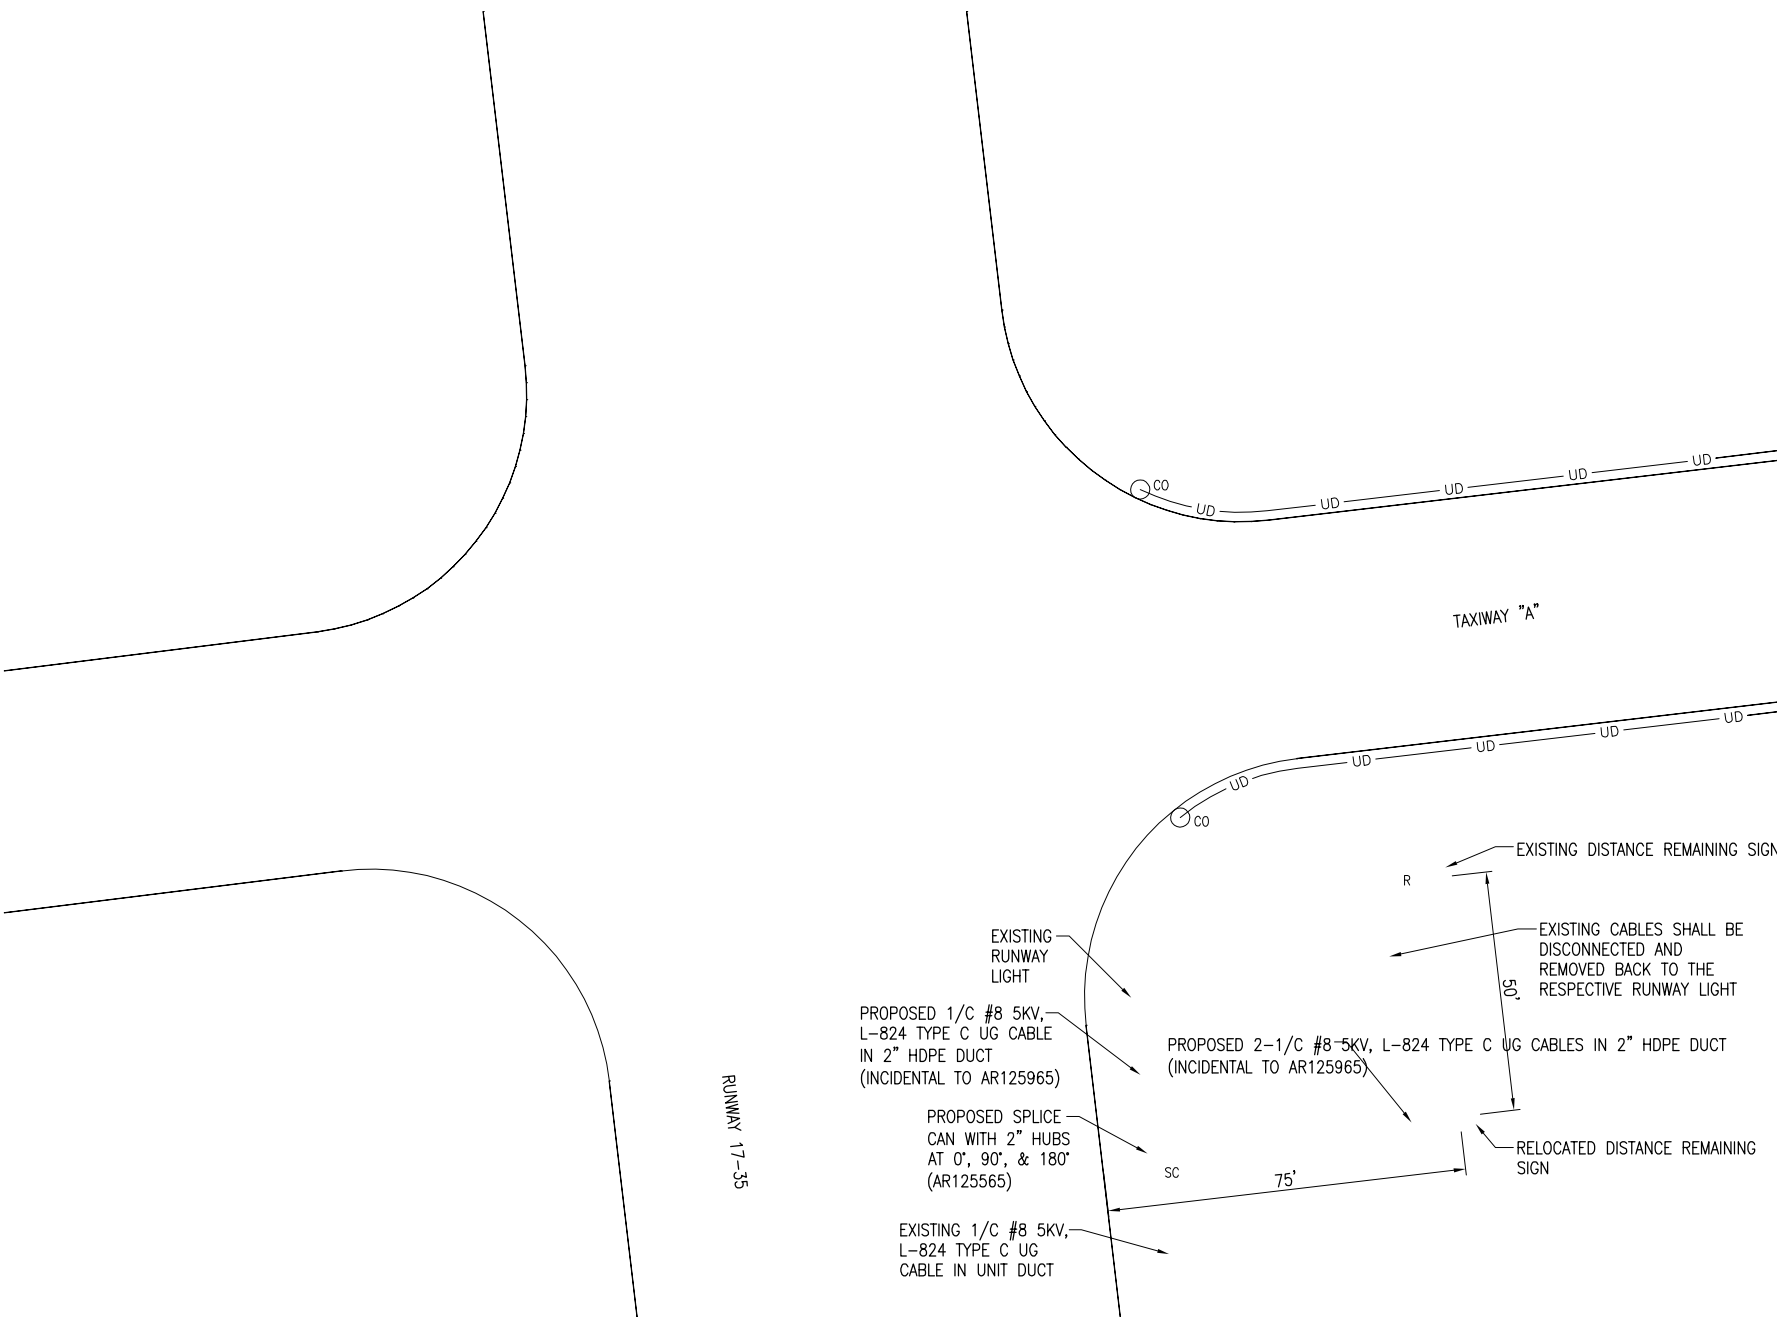 CO
UD
UD
UD
UD
UD
TAXIWAY "A"
UD
UD
UD
UD
UD
CO
EXISTING DISTANCE REMAINING SIGN
R
EXISTING
RUNWAY
LIGHT
EXISTING CABLES SHALL BE
DISCONNECTED AND
REMOVED BACK TO THE
RESPECTIVE RUNWAY LIGHT
50'
PROPOSED 1/C #8 5KV,
L-824 TYPE C UG CABLE
IN 2" HDPE DUCT
(INCIDENTAL TO AR125965)
PROPOSED 2-1/C #8 5KV, L-824 TYPE C UG CABLES IN 2" HDPE DUCT
(INCIDENTAL TO AR125965)
RUNWAY 17-35
PROPOSED SPLICE
CAN WITH 2" HUBS
AT 0°, 90°, & 180°
(AR125565)
SC
75'
RELOCATED DISTANCE REMAINING
SIGN
EXISTING 1/C #8 5KV,
L-824 TYPE C UG
CABLE IN UNIT DUCT